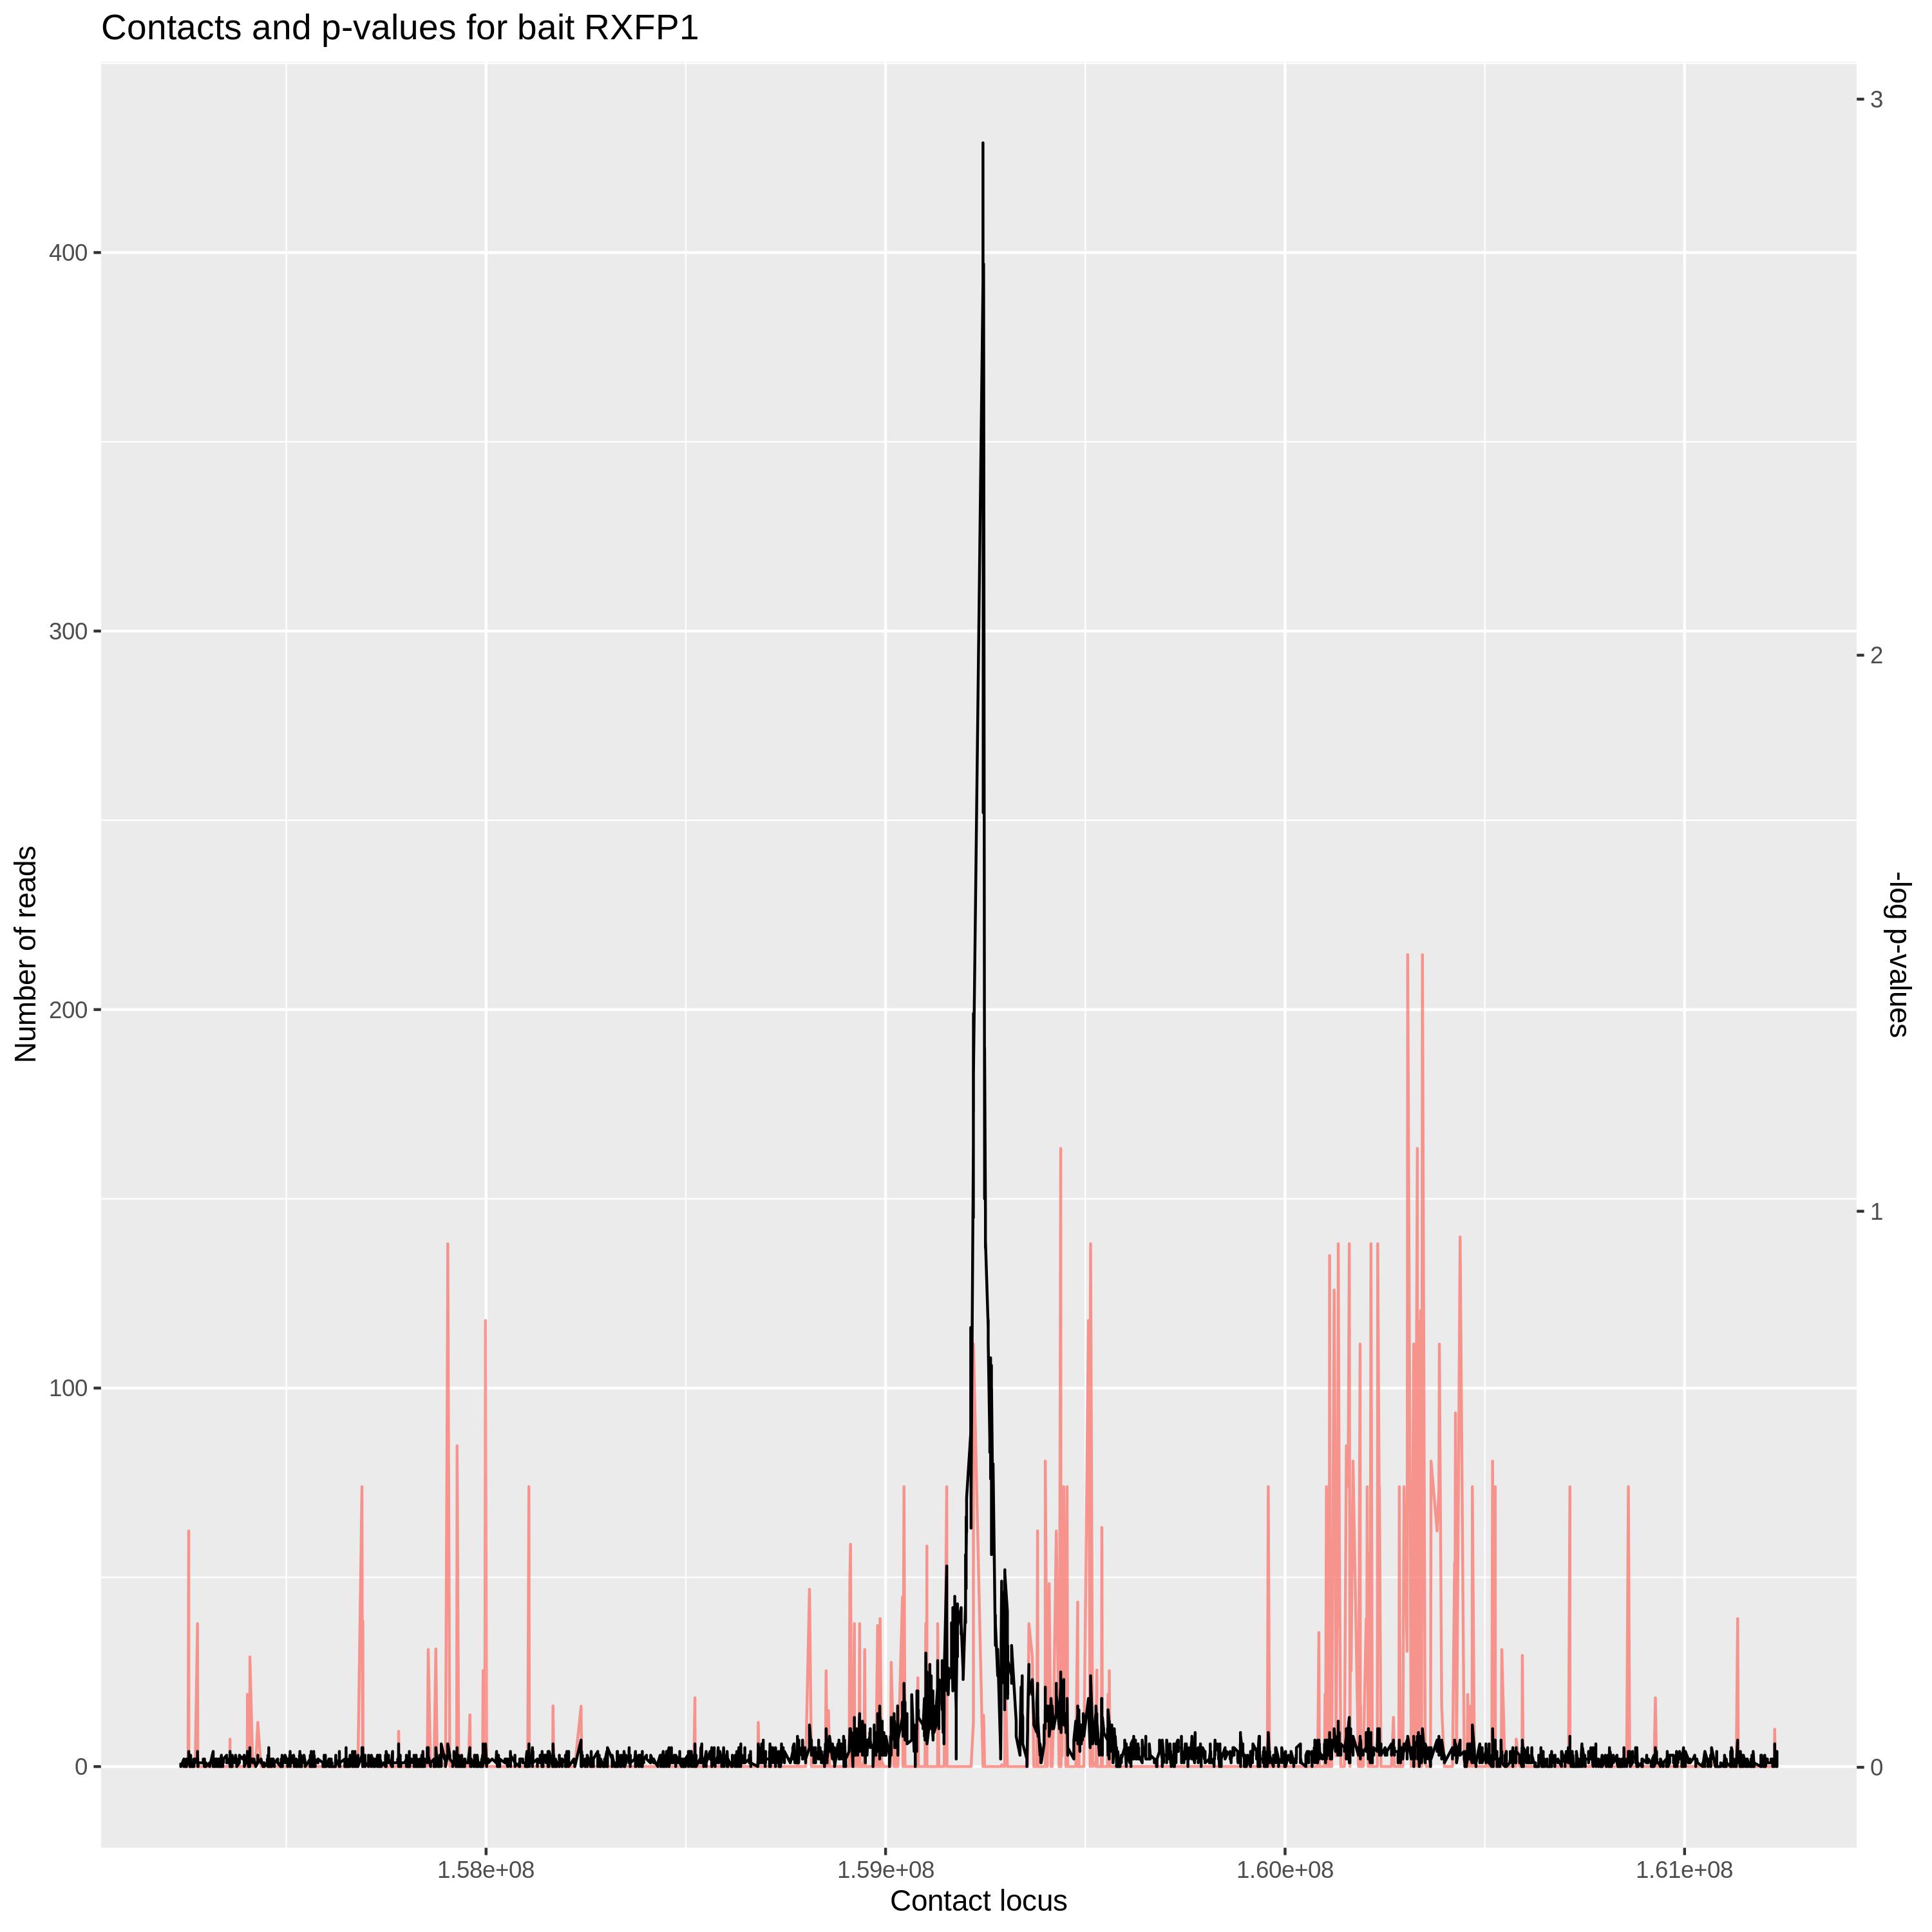 Contacts and p-values for bait RXFP1
400
300
200
100
0
Number of reads
3
2
1
0
-log p-values
1.58e+08
1.59e+08
1.60e+08
1.61e+08
Contact locus